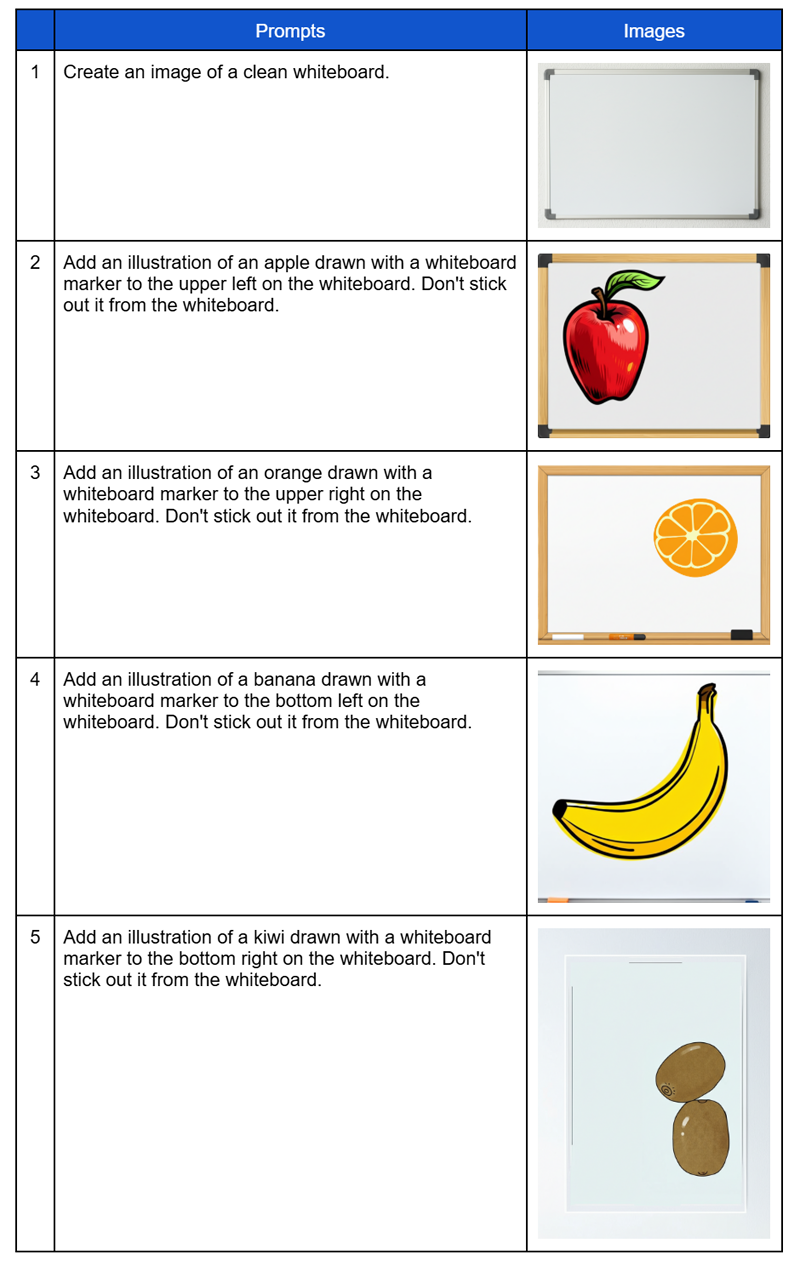 Prompts
Images
1
Create an image of a clean whiteboard.
2
Add an illustration of an apple drawn with a whiteboard
marker to the upper left on the whiteboard. Don't stick
out it from the whiteboard.
3
Add an illustration of an orange drawn with a
whiteboard marker to the upper right on the
whiteboard. Don't stick out it from the whiteboard.
4
Add an illustration of a banana drawn with a
whiteboard marker to the bottom left on the
whiteboard. Don't stick out it from the whiteboard.
5
Add an illustration of a kiwi drawn with a whiteboard
marker to the bottom right on the whiteboard. Don't
stick out it from the whiteboard.